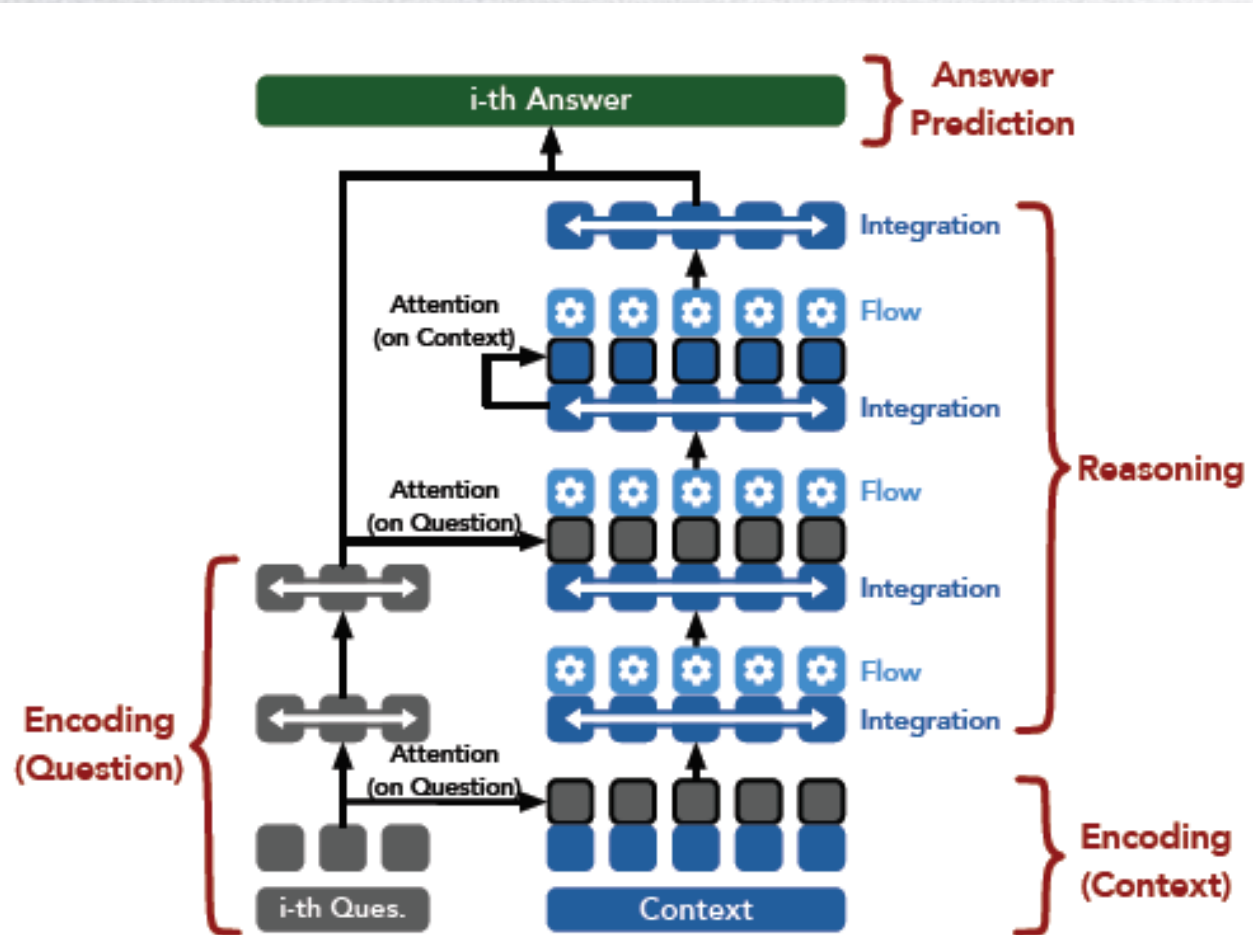 i-th Answer
Answer
Prediction
Integration
Attention
(on Context)
Flow
Integration
Attention
(on Question)
Flow
Integration
Reasoning
Flow
Integration
Encoding
(Question)
Attention
(on Question)
Encoding
(Context)
i-th Ques.
Context